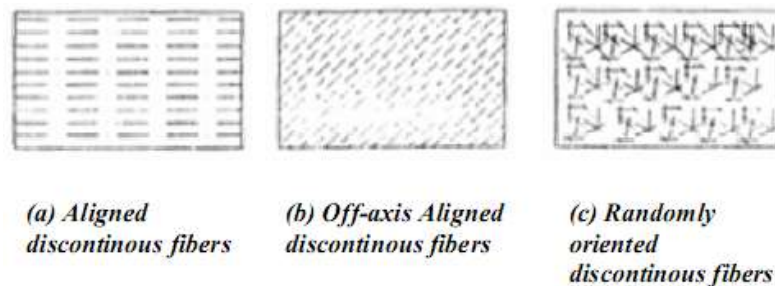 (a) Aligned
discontinous fibers
(b) Off-axis Aligned
discontinous fibers
(c) Randomly
oriented
discontinous fibers